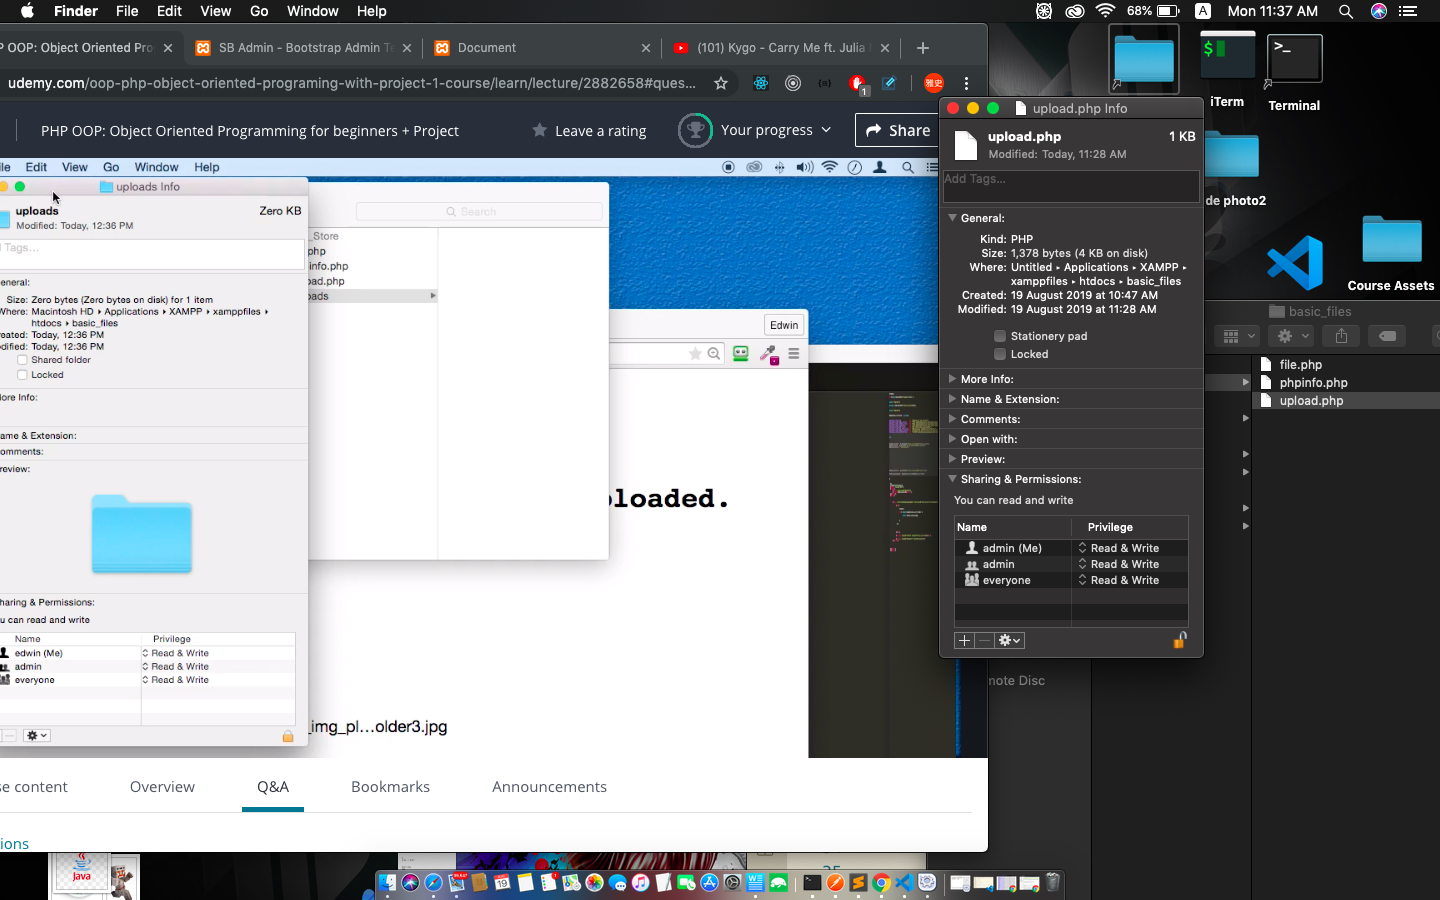 Finder File Edit View Go Window Help 68% A Mon 11:37 AM
P OOP: Object Oriented Pro
SB Admin - Bootstrap Admin Te
Document
(101) Kygo - Carry Me ft. Julia
udemy.com/oop-php-object-oriented-programing-with-project-1-course/learn/lecture/2882658#ques...
1
雅史
PHP OOP: Object Oriented Programming for beginners + Project
Leave a rating
Your progress
Share
Edit View Go Window Help
uploads Info
uploads Zero KB
Modified: Today, 12:36 PM
Tags...
eneral:
Size: Zero bytes (Zero bytes on disk) for 1 item
Where: Macintosh HD ▸ Applications ▸ XAMPP ▸ xamppfiles ▸
htdocs ▸ basic_files
eated: Today, 12:36 PM
dified: Today, 12:36 PM
Shared folder
Locked
ore Info:
ame & Extension:
omments:
review:
haring & Permissions:
u can read and write
Name Privilege
edwin (Me) Read & Write
admin Read & Write
everyone Read & Write
Search
_Store
php
info.php
oad.php
oads
Edwin
ploaded.
_img_pl...older3.jpg
se content
Overview
Q&A
Bookmarks
Announcements
ions
Java
upload.php Info
upload.php 1 KB
Modified: Today, 11:28 AM
Add Tags...
General:
Kind: PHP
Size: 1,378 bytes (4 KB on disk)
Where: Untitled ▸ Applications ▸ XAMPP ▸
xamppfiles ▸ htdocs ▸ basic_files
Created: 19 August 2019 at 10:47 AM
Modified: 19 August 2019 at 11:28 AM
Stationery pad
Locked
More Info:
Name & Extension:
Comments:
Open with:
Preview:
Sharing & Permissions:
You can read and write
Name Privilege
admin (Me) Read & Write
admin Read & Write
everyone Read & Write
iTerm
Terminal
de photo2
Course Assets
basic_files
file.php
phpinfo.php
upload.php
note Disc
19